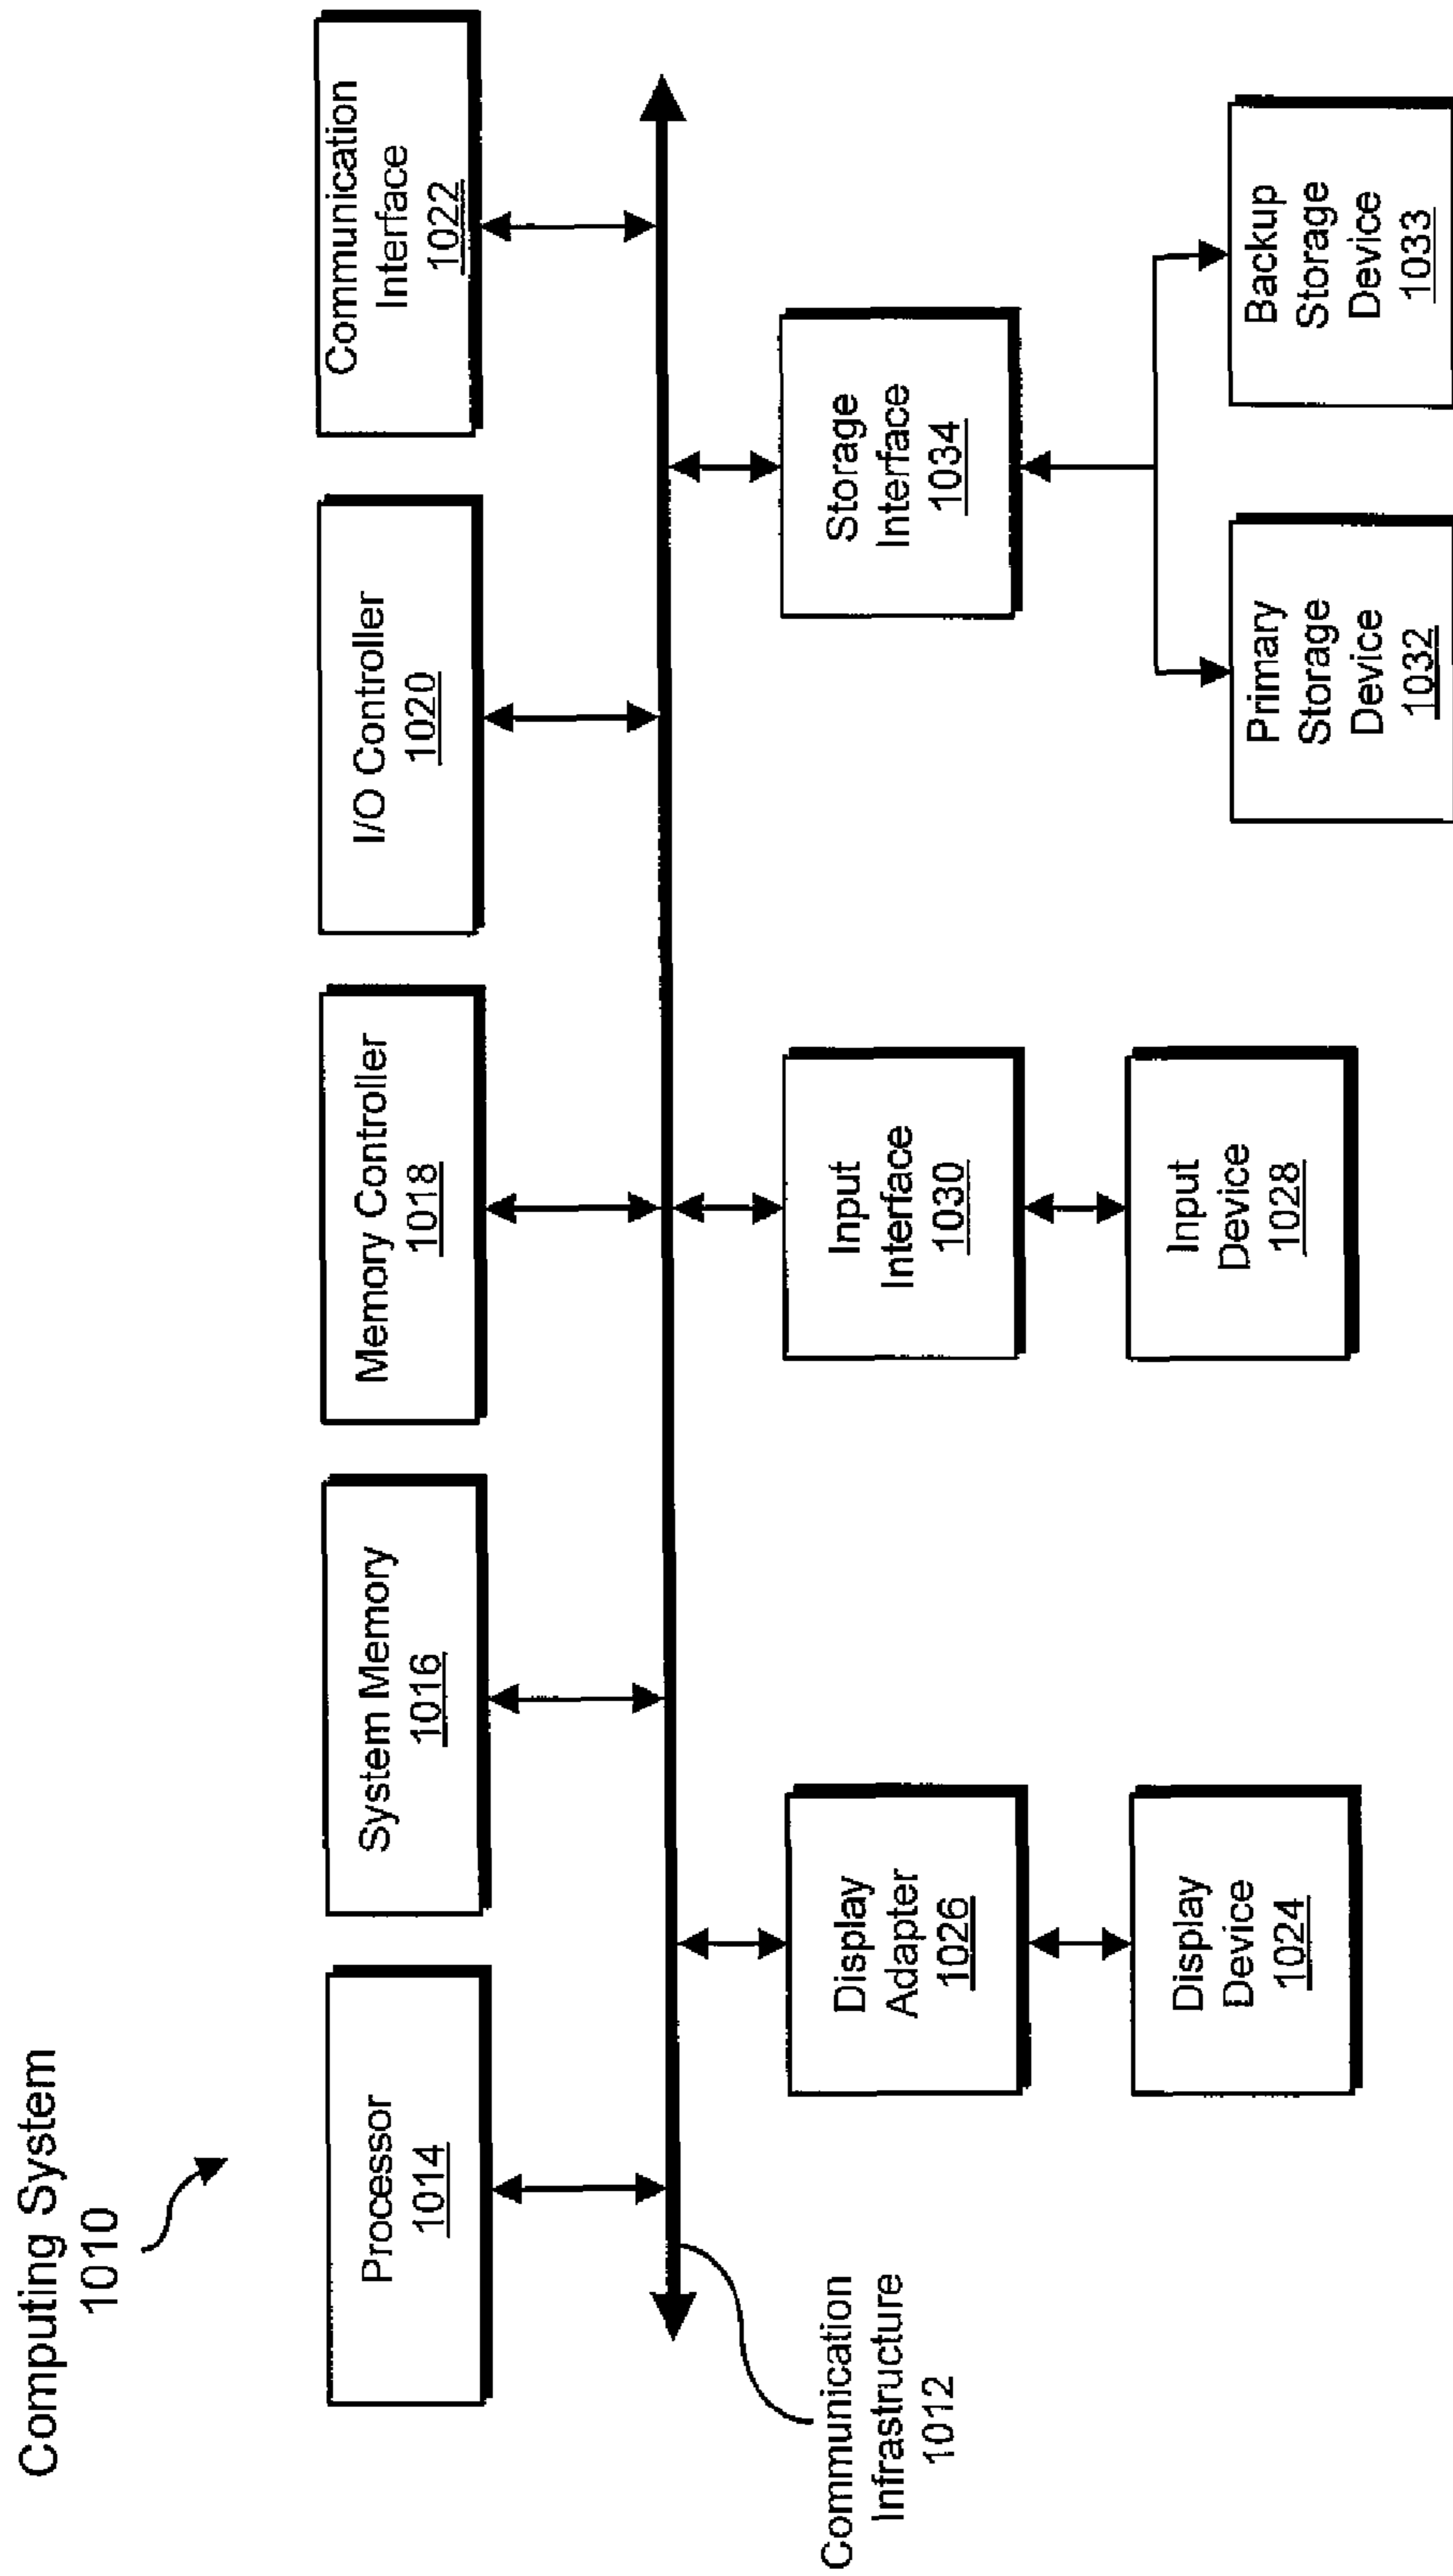 Computing System
1010
Processor
1014
System Memory
1016
Memory Controller
1018
I/O Controller
1020
Communication
Interface
1022
Communication
Infrastructure
1012
Display
Adapter
1026
Input
Interface
1030
Storage
Interface
1034
Display
Device
1024
Input
Device
1028
Primary
Storage
Device
1032
Backup
Storage
Device
1033